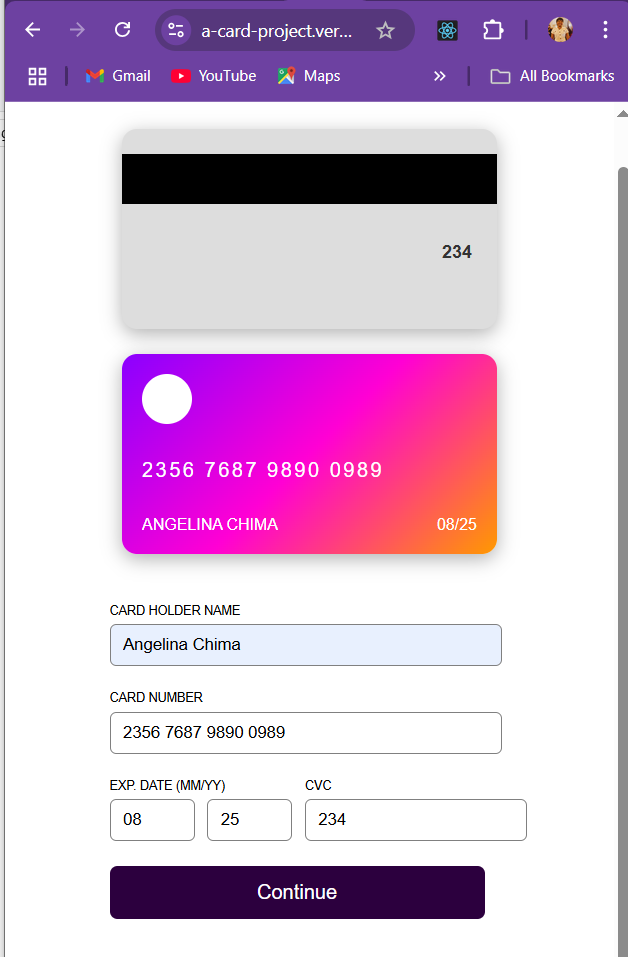 a-card-project.ver...
Gmail YouTube Maps » All Bookmarks
234
2356 7687 9890 0989
ANGELINA CHIMA 08/25
CARD HOLDER NAME
Angelina Chima
CARD NUMBER
2356 7687 9890 0989
EXP. DATE (MM/YY) CVC
08 25 234
Continue